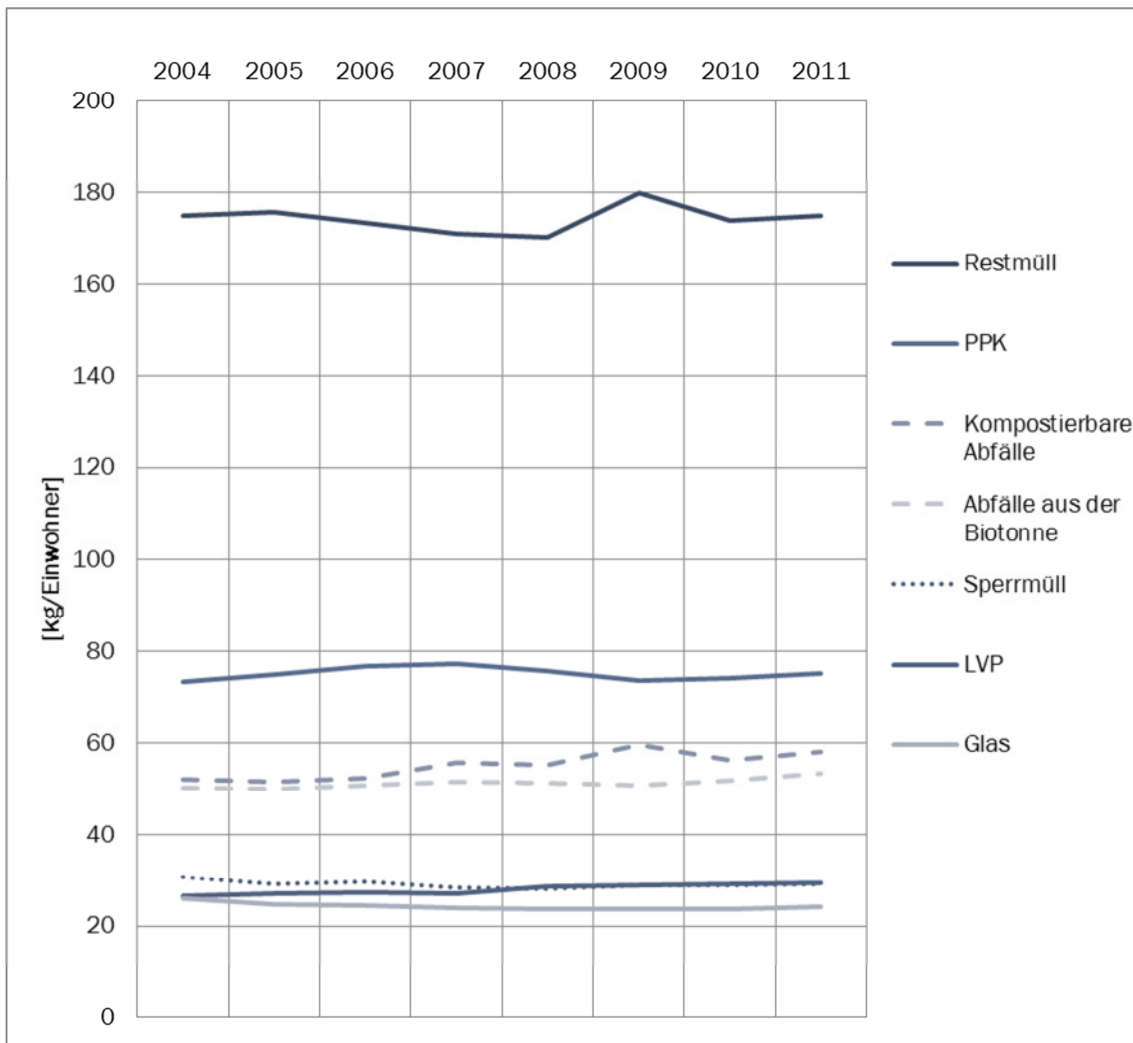 2004 2005 2006 2007 2008 2009 2010 2011
200
180
160
140
120
100
80
60
40
20
0
[kg/Einwohner]
Restmüll
PPK
Kompostierbare
Abfälle
Abfälle aus der
Biotonne
Sperrmüll
LVP
Glas